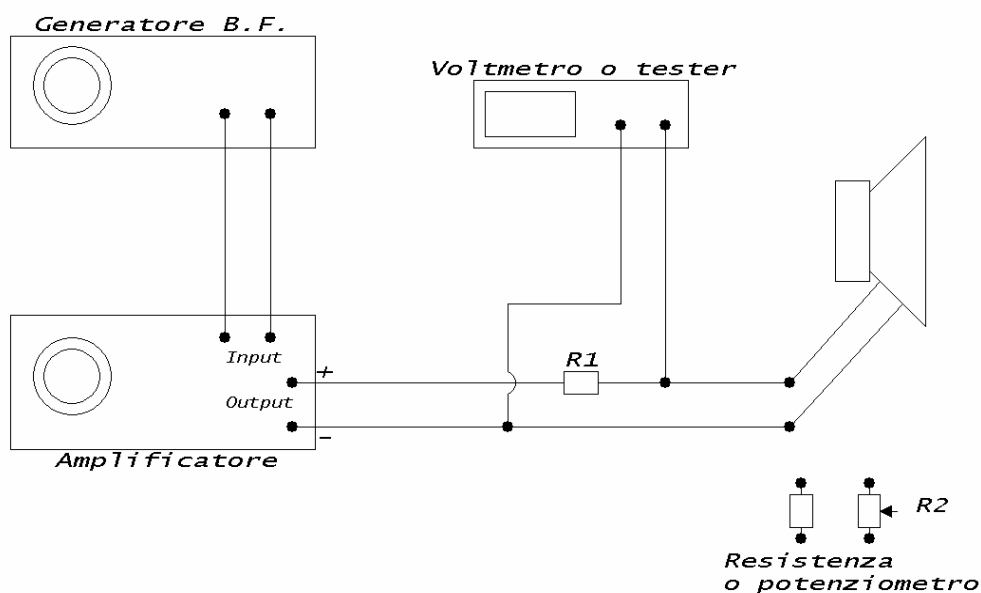 Generatore B.F.
Voltmetro o tester
Input
+
R1
Output
-
Amplificatore
R2
Resistenza
o potenziometro